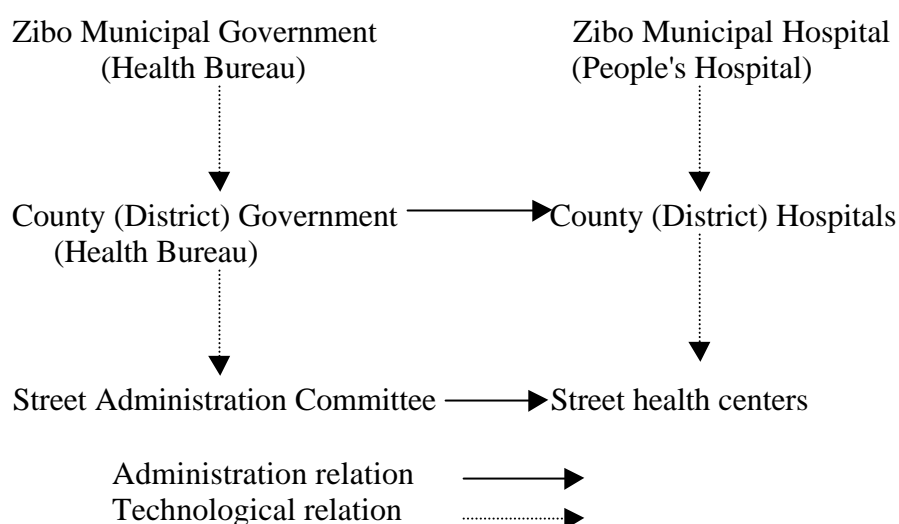 Zibo Municipal Government Zibo Municipal Hospital
(Health Bureau) (People's Hospital)
County (District) Government County (District) Hospitals
(Health Bureau)
Street Administration Committee Street health centers
Administration relation
Technological relation